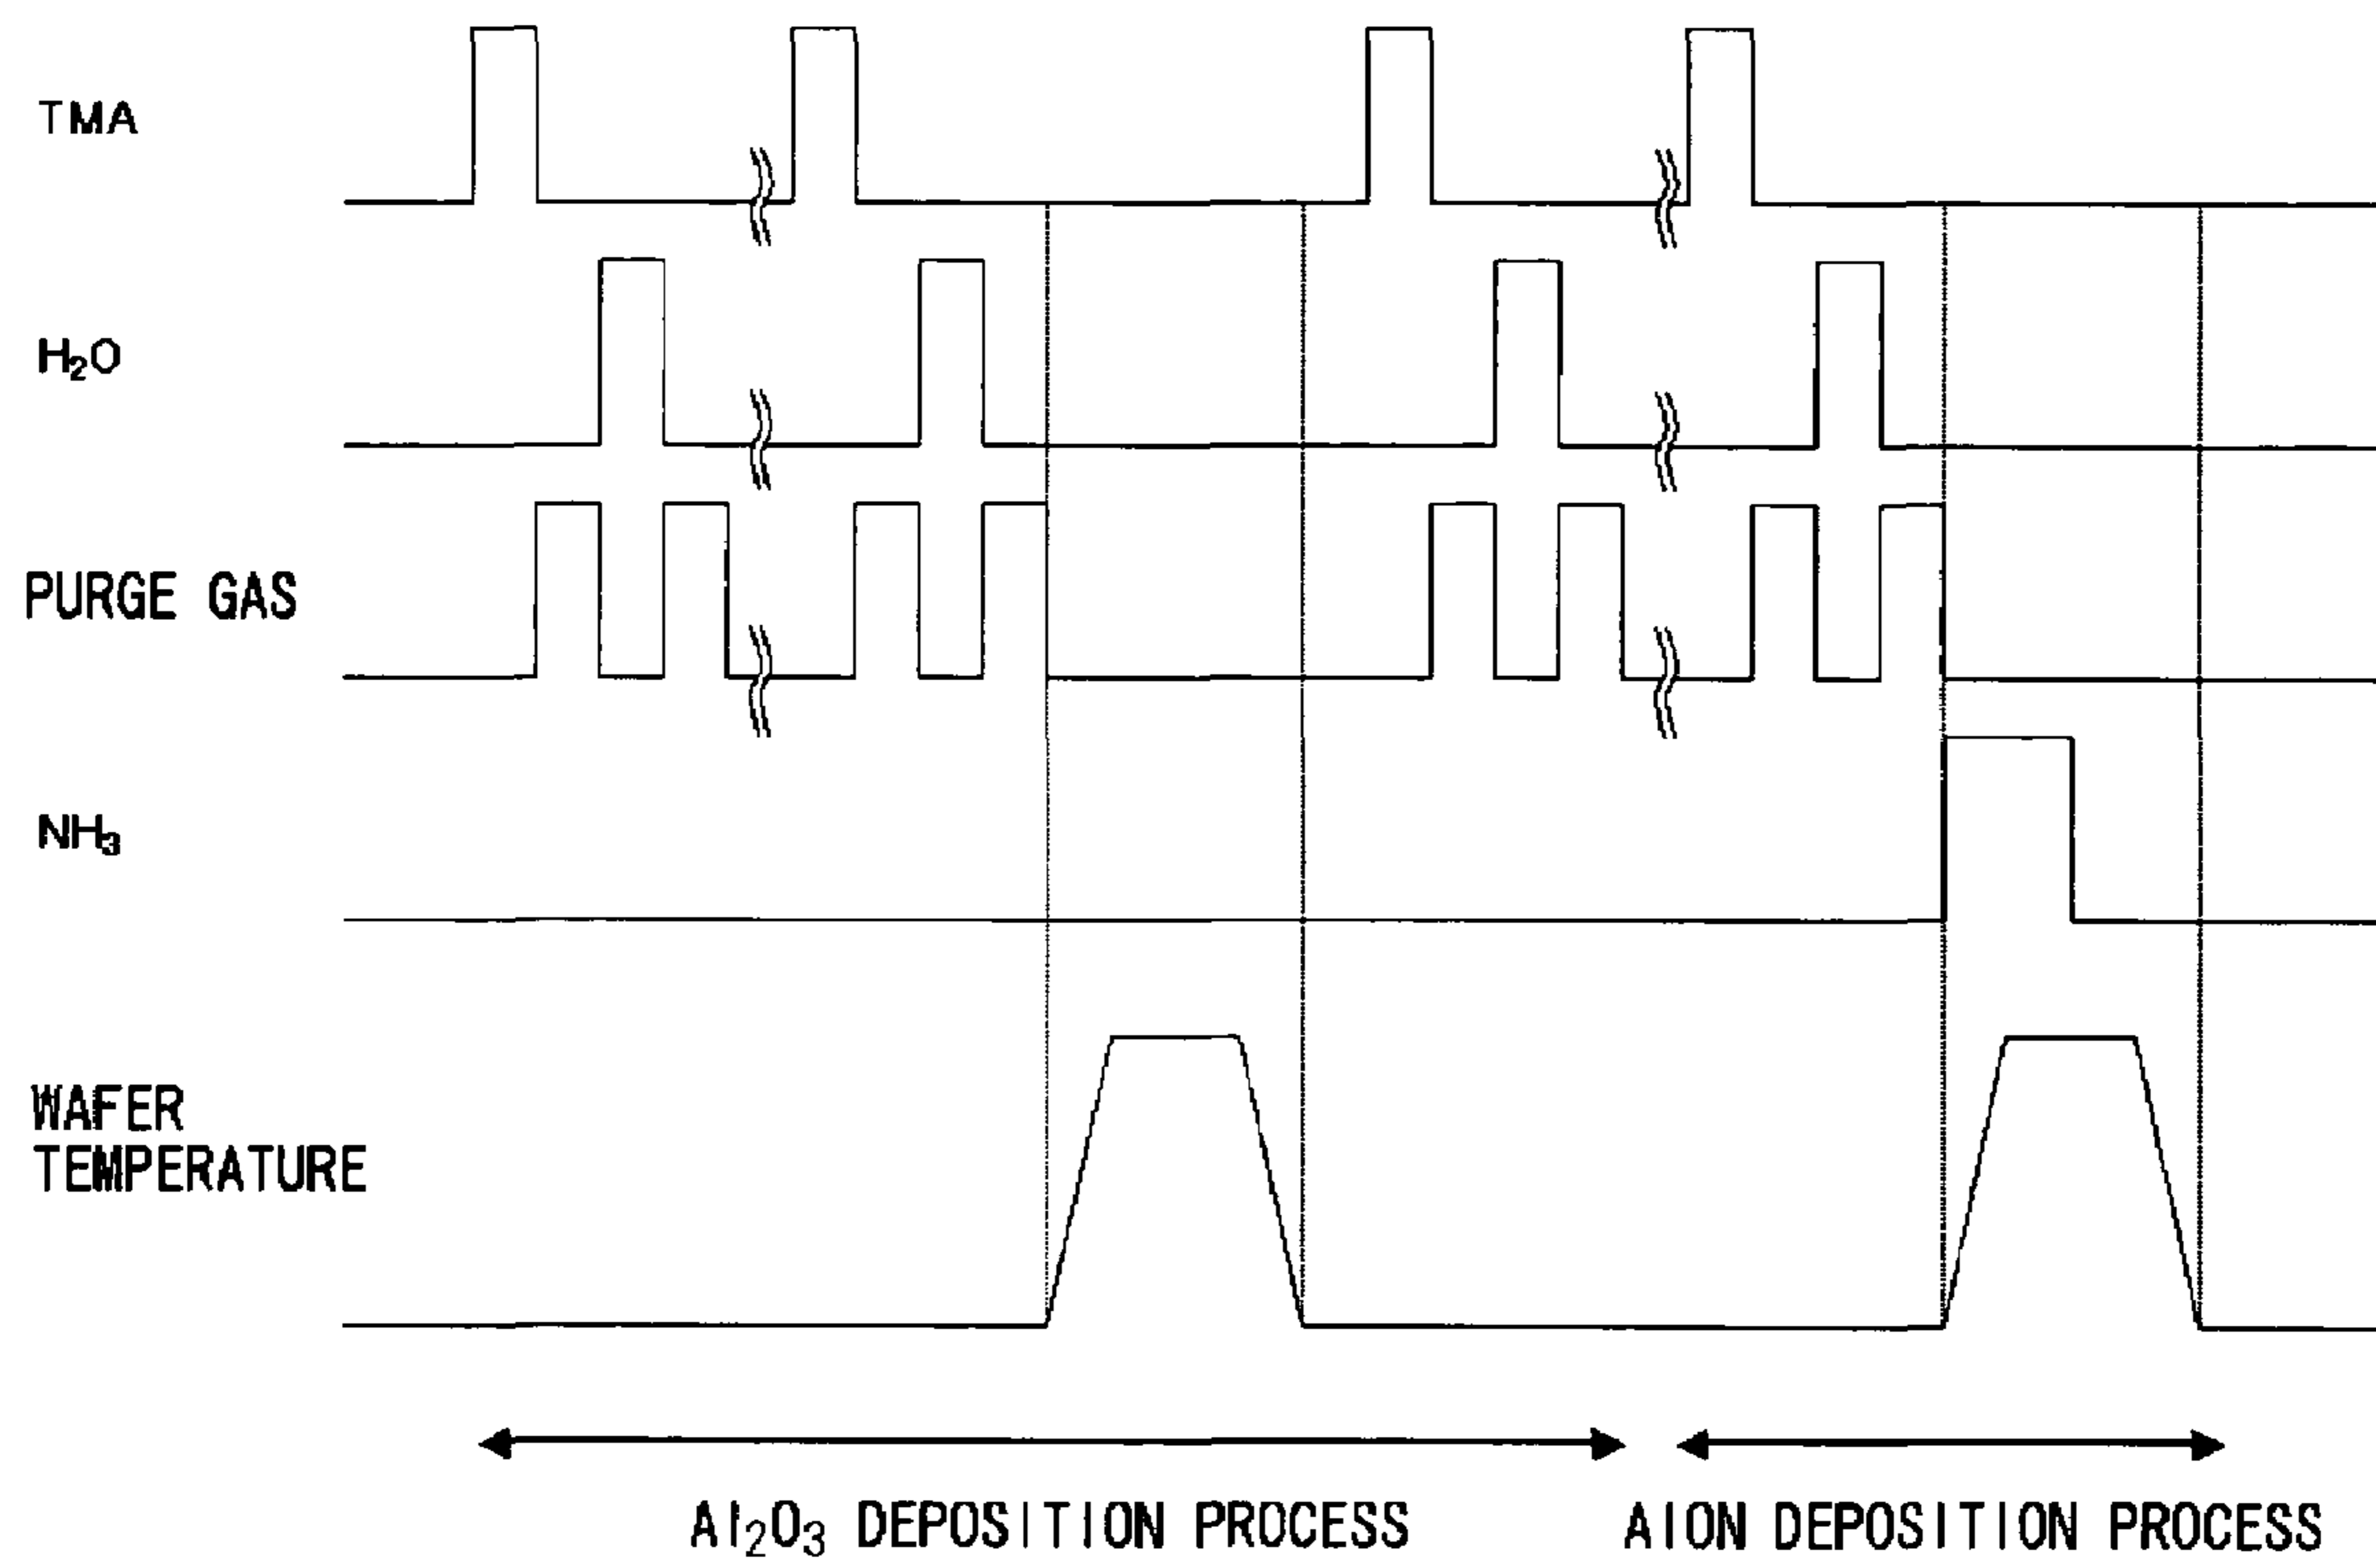 TMA
H₂O
PURGE GAS
NH₃
WAFER
TEMPERATURE
Al₂O₃ DEPOSITION PROCESS
AlON DEPOSITION PROCESS